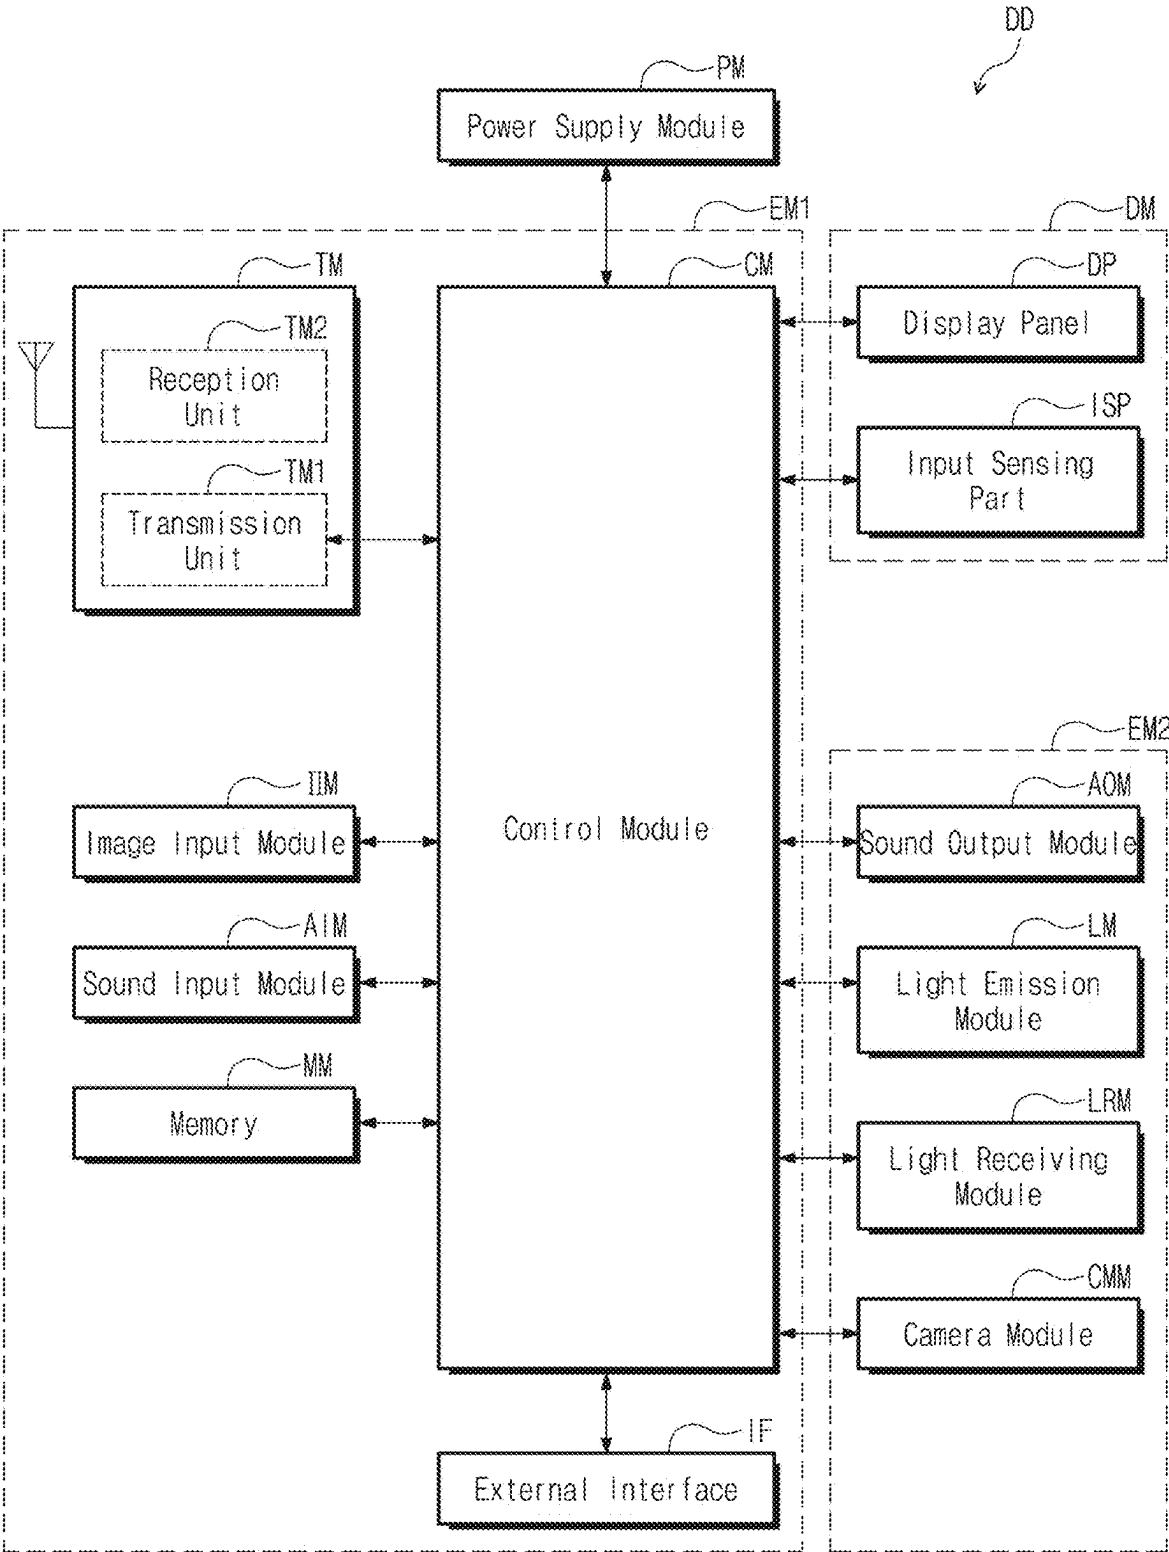 DD
PM
Power Supply Module
EM1
DM
TM
CM
DP
TM2
Display Panel
Reception
Unit
ISP
TM1
Input Sensing
Part
Transmission
Unit
EM2
IIM
AOM
Image Input Module
Control Module
Sound Output Module
AIM
LM
Sound Input Module
Light Emission
Module
MM
LRM
Memory
Light Receiving
Module
CMM
Camera Module
IF
External Interface